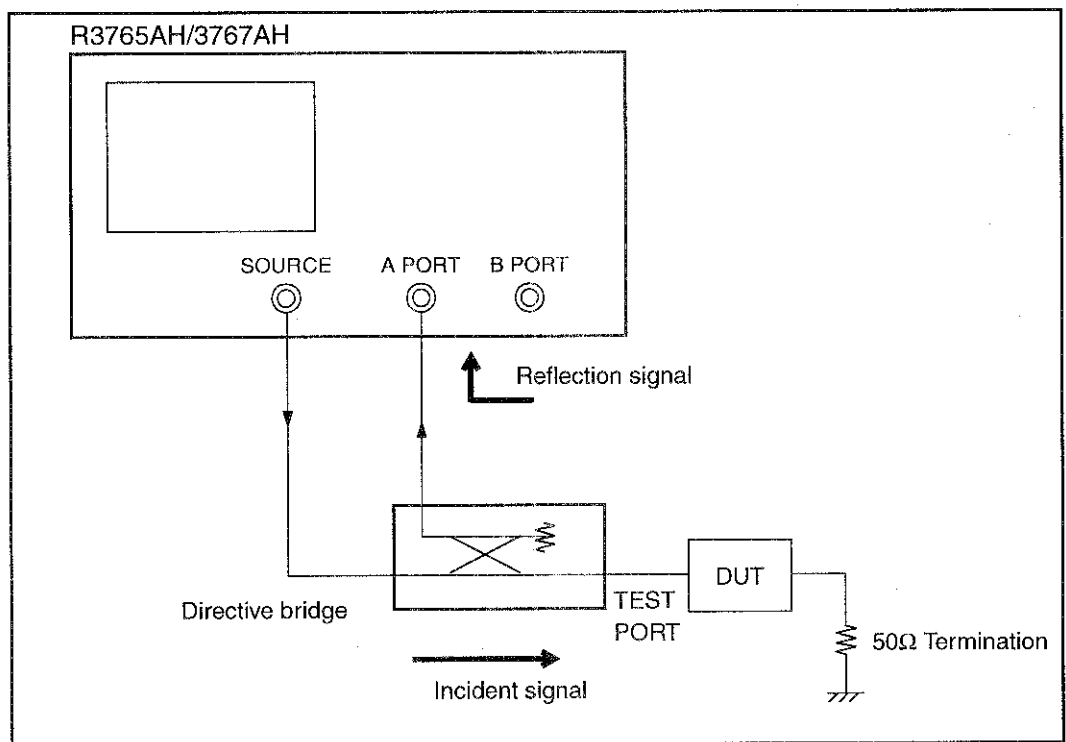 R3765AH/3767AH
SOURCE
A PORT
B PORT
Reflection signal
Directive bridge
TEST
PORT
DUT
50Ω Termination
Incident signal